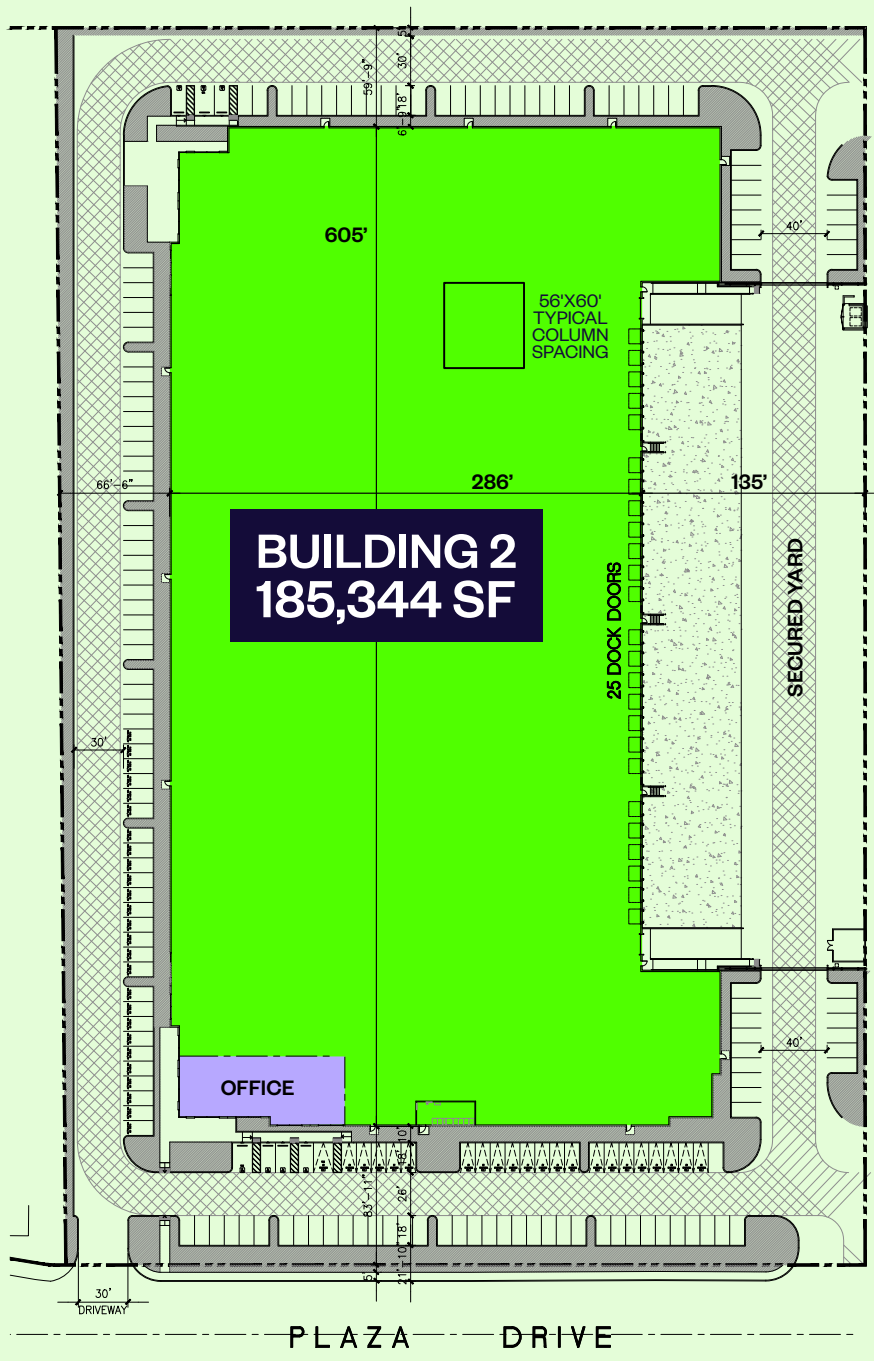 5'
30'
59'-9"
18'
6'-9"
605'
40'
56'X60'
TYPICAL
COLUMN
SPACING
66'-6"
286'
135'
BUILDING 2
185,344 SF
25 DOCK DOORS
SECURED YARD
30'
40'
OFFICE
10'
18'
83'-11"
26'
18'
21'-10"
5'
30'
DRIVEWAY
PLAZA DRIVE